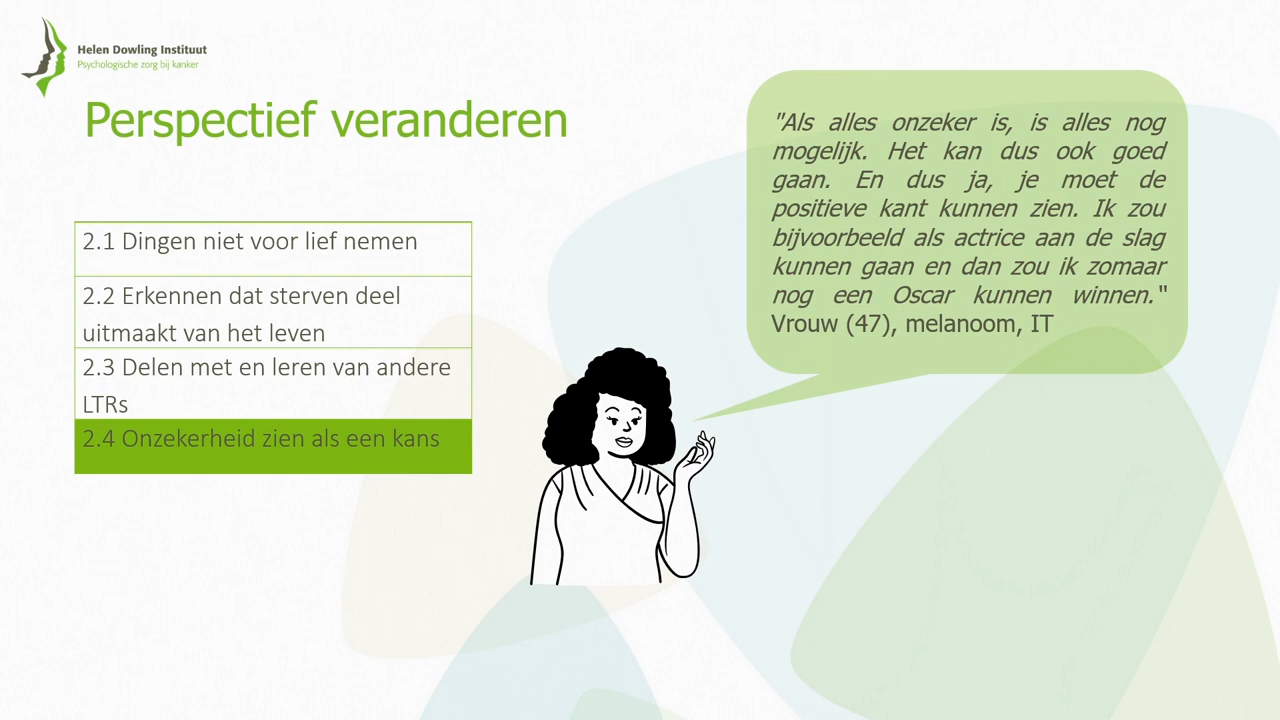 Helen Dowling Instituut
Psychologische zorg bij kanker
Perspectief veranderen
"Als alles onzeker is, is alles nog
mogelijk. Het kan dus ook goed
gaan. En dus ja, je moet de
positieve kant kunnen zien. Ik zou
bijvoorbeeld als actrice aan de slag
kunnen gaan en dan zou ik zomaar
nog een Oscar kunnen winnen."
Vrouw (47), melanoom, IT
2.1 Dingen niet voor lief nemen
2.2 Erkennen dat sterven deel
uitmaakt van het leven
2.3 Delen met en leren van andere
LTRs
2.4 Onzekerheid zien als een kans